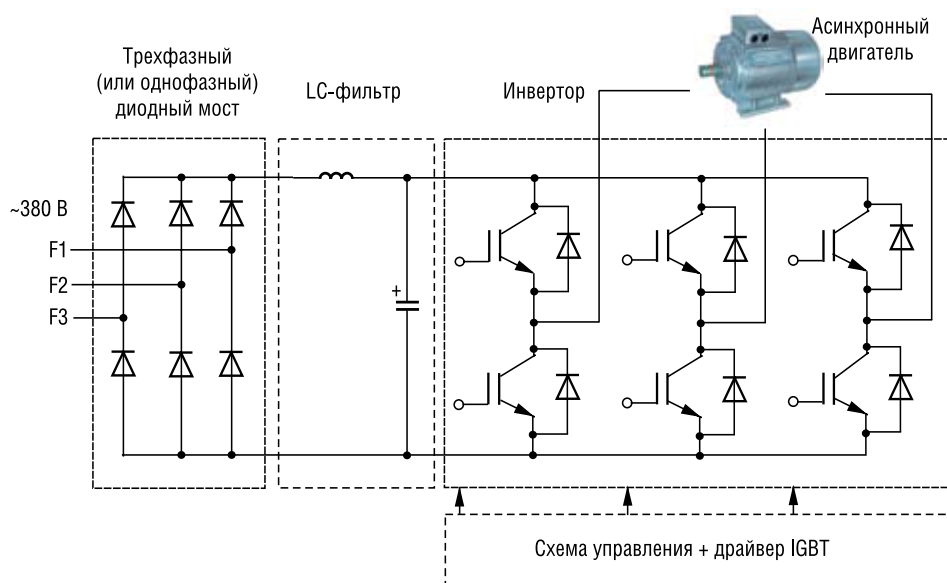 Асинхронный
двигатель
Трехфазный
(или однофазный)
диодный мост
LC-фильтр
Инвертор
~380 В
F1
F2
F3
+
Схема управления + драйвер IGBT